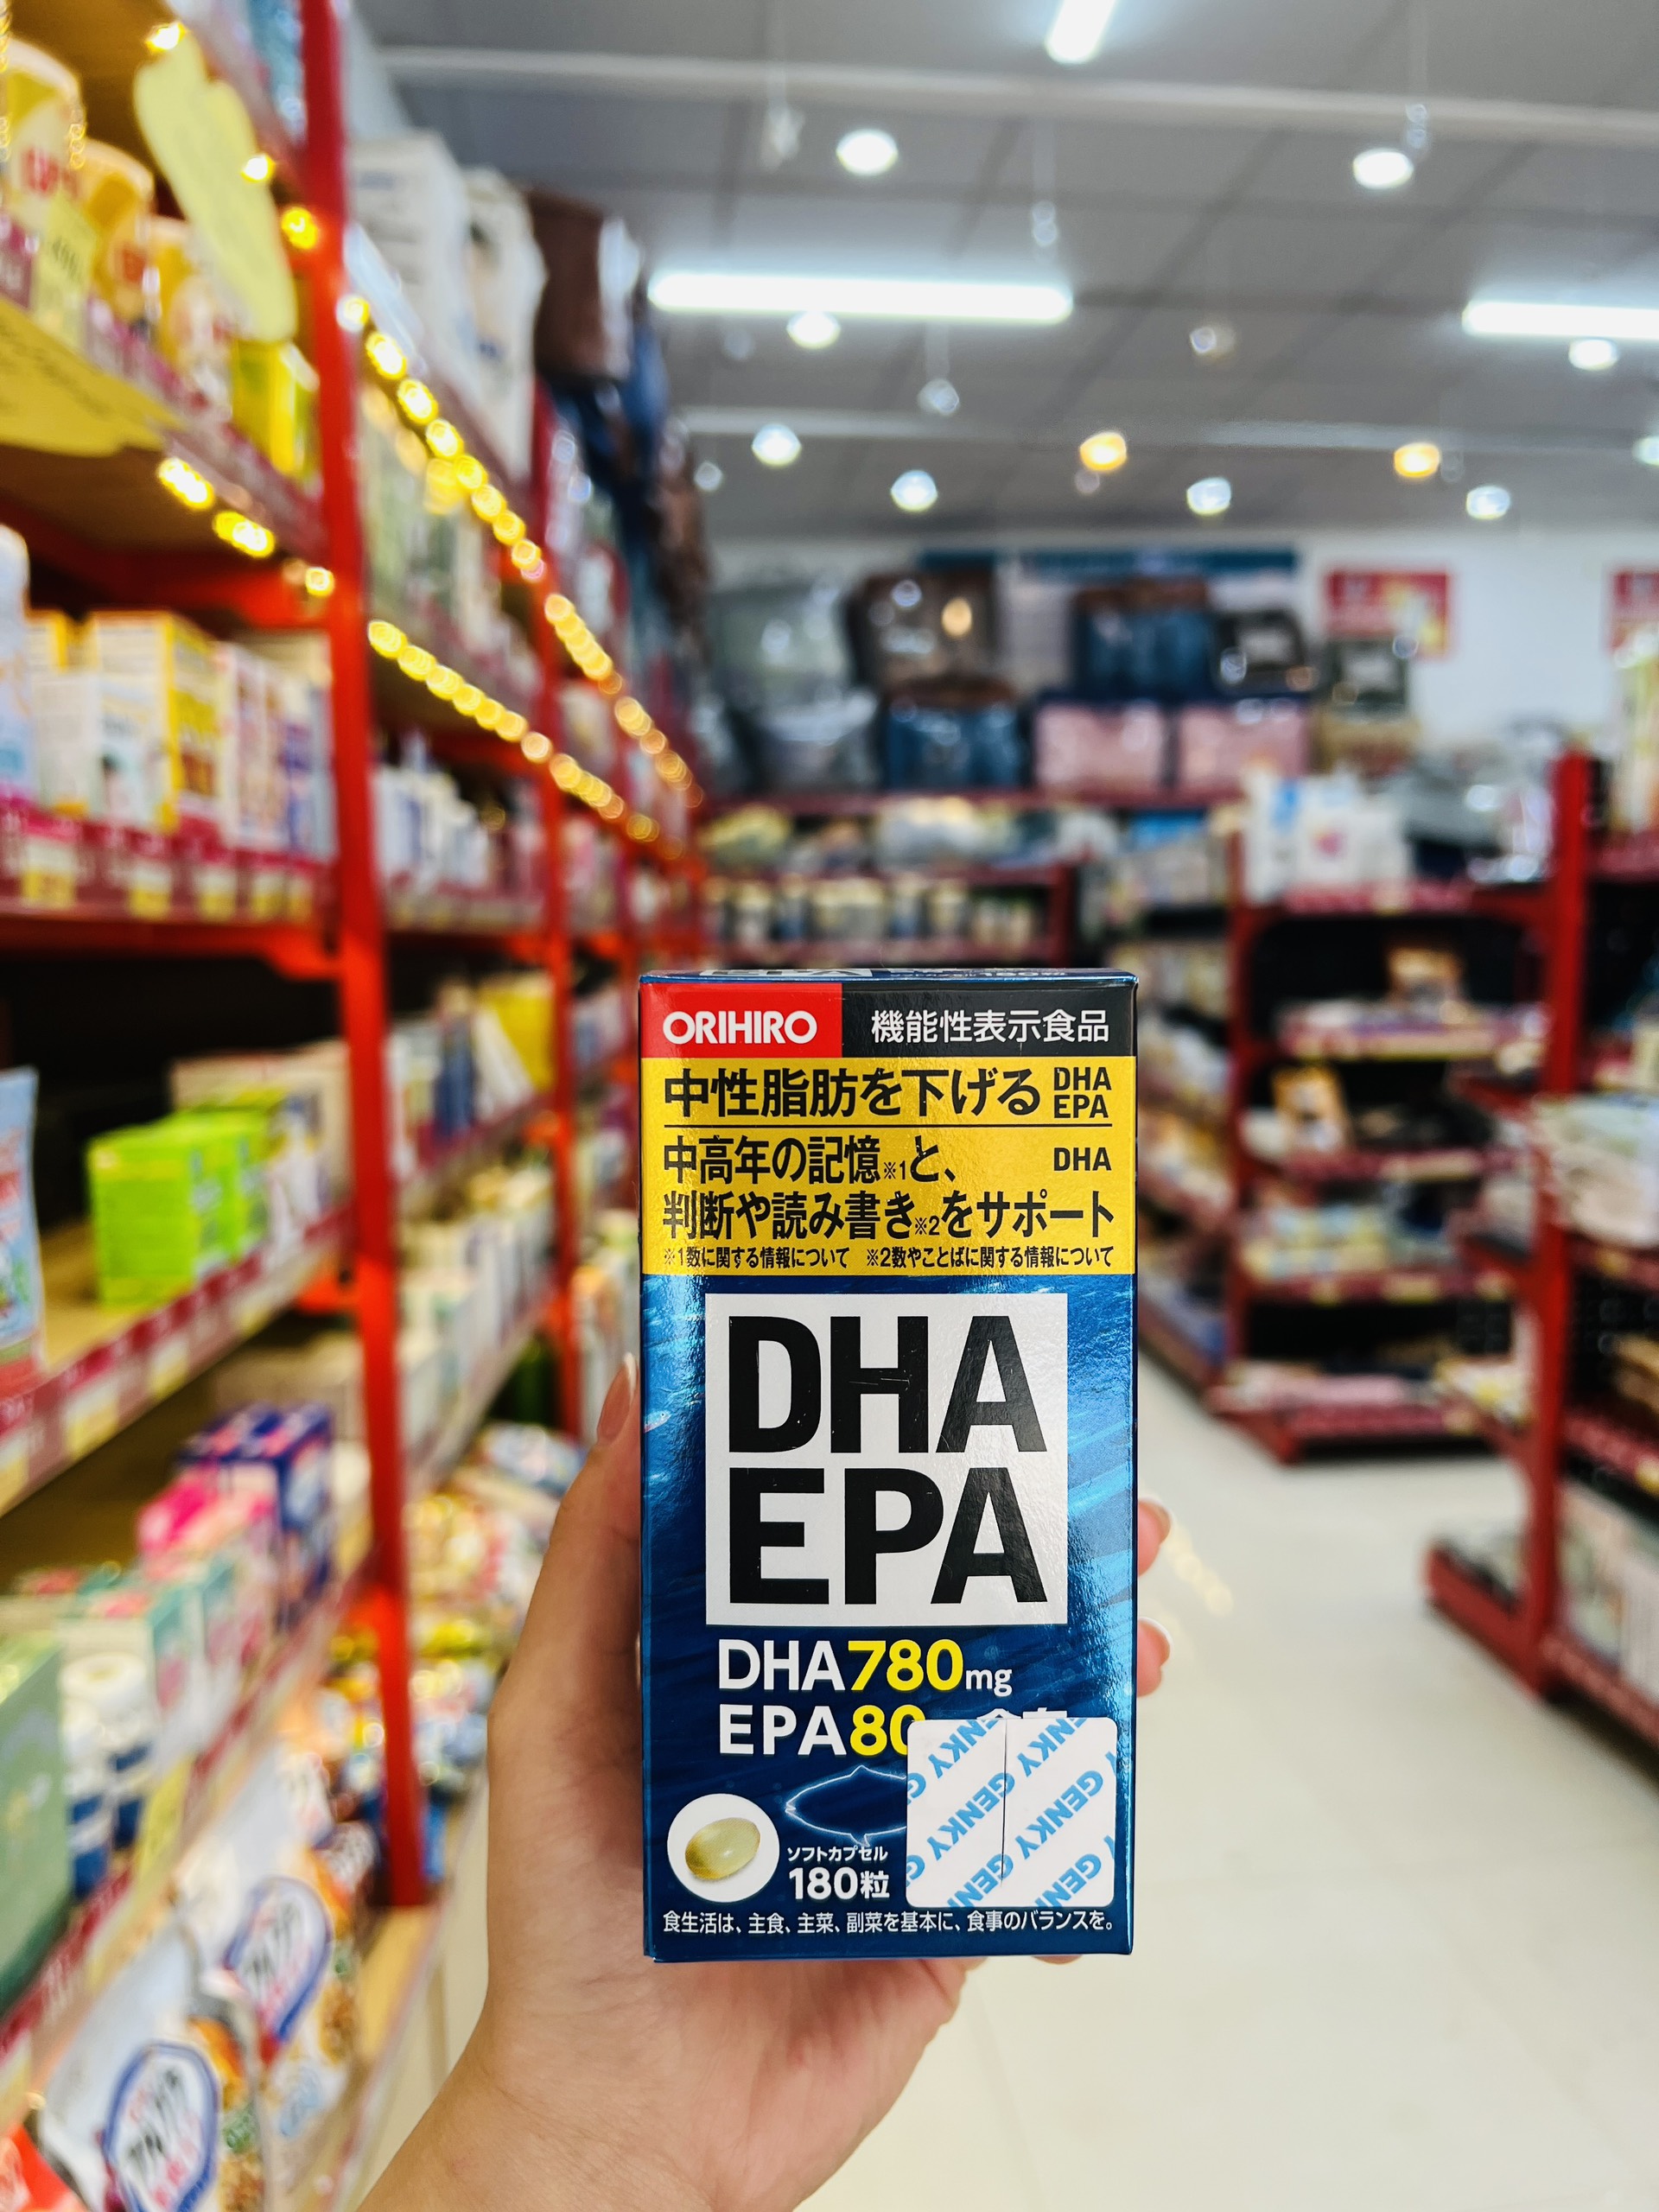 ORIHIRO 機能性表示食品
中性脂肪を下げる DHA EPA
中高年の記憶※1と、 DHA
判断や読み書き※2をサポート
※1数に関する情報について ※2数やことばに関する情報について
DHA
EPA
DHA780mg
EPA80
ソフトカプセル
180粒
GENKY GENKY
GENKY GENKY
食生活は、主食、主菜、副菜を基本に、食事のバランスを。